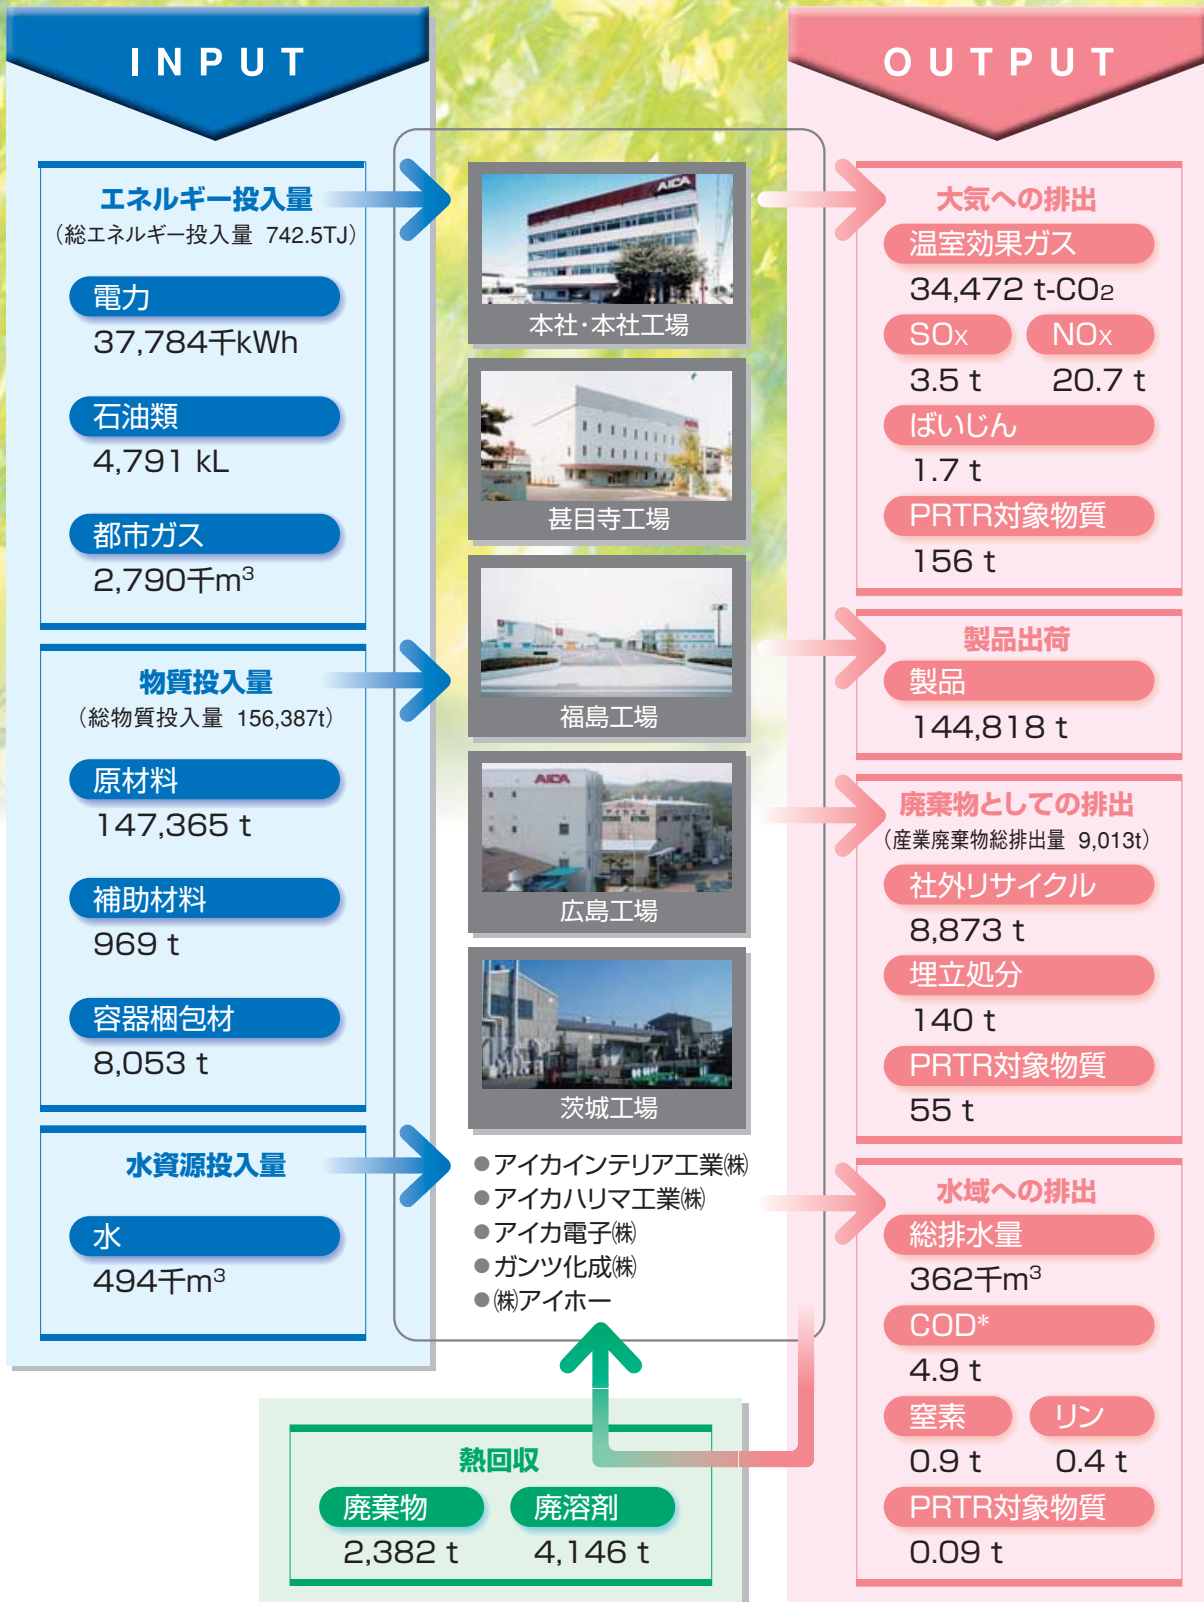 INPUT
エネルギー投入量
（総エネルギー投入量 742.5TJ）
電力
37,784千kWh
石油類
4,791 kL
都市ガス
2,790千m³
物質投入量
（総物質投入量 156,387t）
原材料
147,365 t
補助材料
969 t
容器梱包材
8,053 t
水資源投入量
水
494千m³
AICA
本社・本社工場
AICA
甚目寺工場
福島工場
AICA
広島工場
茨城工場
●アイカインテリア工業㈱
●アイカハリマ工業㈱
●アイカ電子㈱
●ガンツ化成㈱
●㈱アイホー
熱回収
廃棄物 廃溶剤
2,382 t 4,146 t
OUTPUT
大気への排出
温室効果ガス
34,472 t-CO₂
SOx NOx
3.5 t 20.7 t
ばいじん
1.7 t
PRTR対象物質
156 t
製品出荷
製品
144,818 t
廃棄物としての排出
（産業廃棄物総排出量 9,013t）
社外リサイクル
8,873 t
埋立処分
140 t
PRTR対象物質
55 t
水域への排出
総排水量
362千m³
COD*
4.9 t
窒素 リン
0.9 t 0.4 t
PRTR対象物質
0.09 t